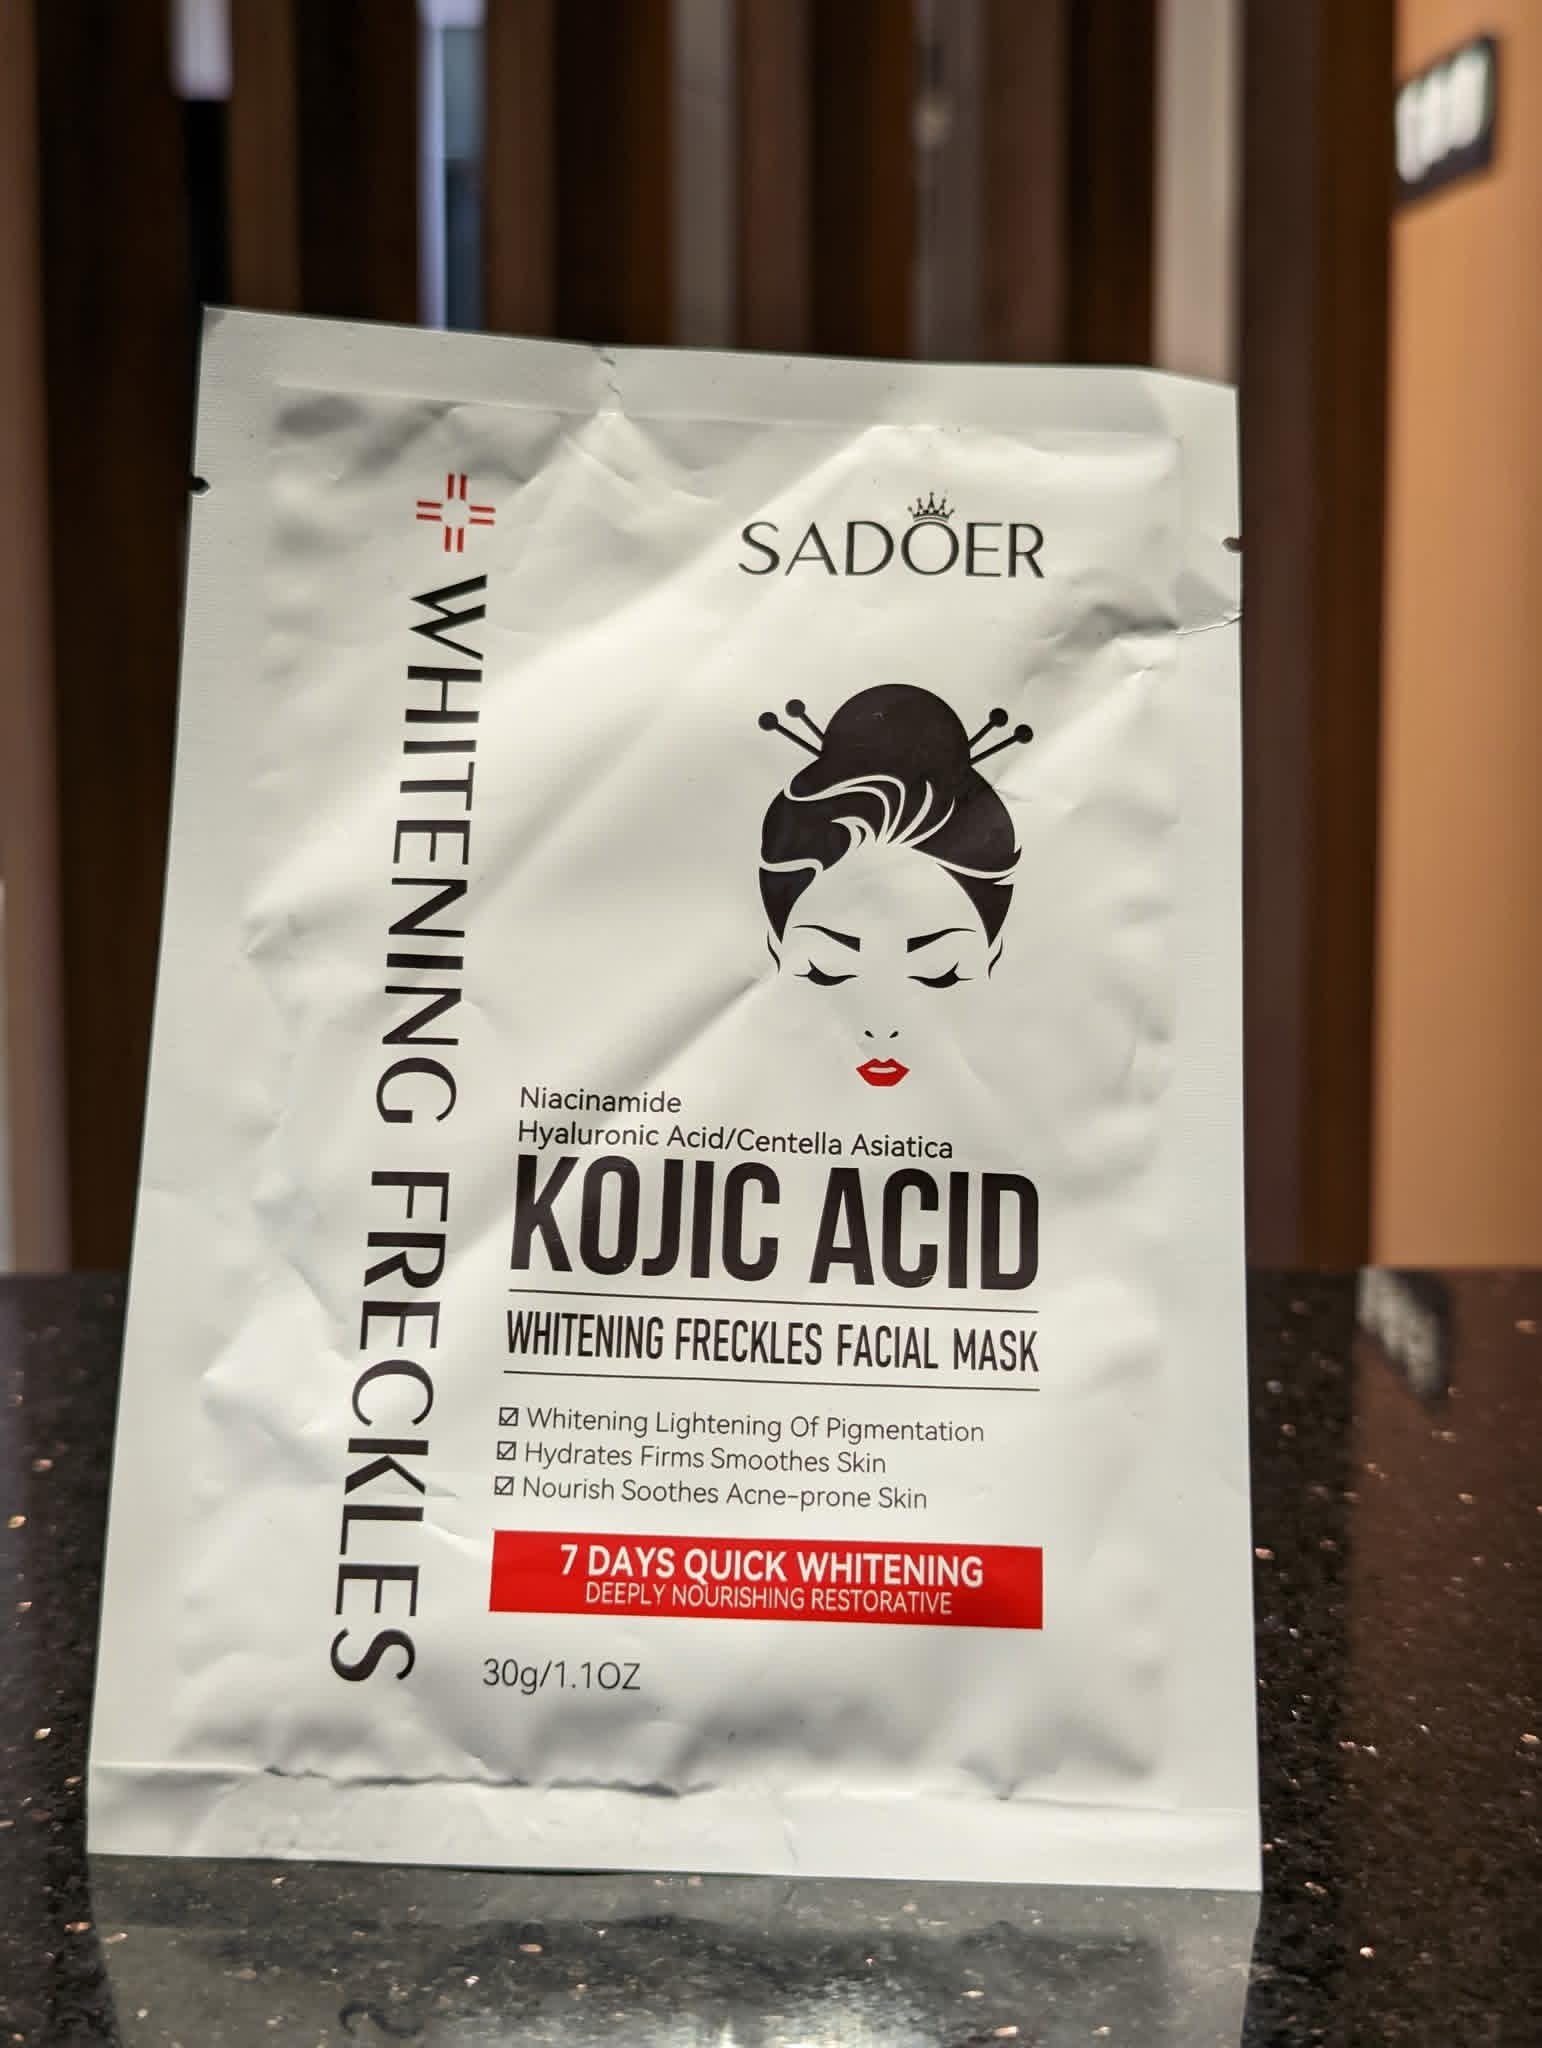 SADOER
WHITENING FRECKLES
Niacinamide
Hyaluronic Acid/Centella Asiatica
KOJIC ACID
WHITENING FRECKLES FACIAL MASK
☑ Whitening Lightening Of Pigmentation
☑ Hydrates Firms Smoothes Skin
☑ Nourish Soothes Acne-prone Skin
7 DAYS QUICK WHITENING
DEEPLY NOURISHING RESTORATIVE
30g/1.1OZ